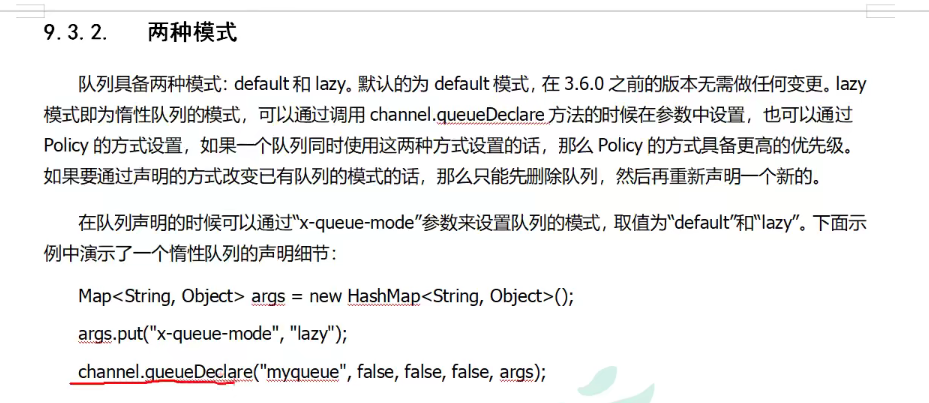 9.3.2. 两种模式
队列具备两种模式：default 和 lazy。默认的为 default 模式，在 3.6.0 之前的版本无需做任何变更。lazy
模式即为惰性队列的模式，可以通过调用 channel.queueDeclare 方法的时候在参数中设置，也可以通过
Policy 的方式设置，如果一个队列同时使用这两种方式设置的话，那么 Policy 的方式具备更高的优先级。
如果要通过声明的方式改变已有队列的模式的话，那么只能先删除队列，然后再重新声明一个新的。
在队列声明的时候可以通过“x-queue-mode”参数来设置队列的模式，取值为“default”和“lazy”。下面示
例中演示了一个惰性队列的声明细节：
Map<String, Object> args = new HashMap<String, Object>();
args.put("x-queue-mode", "lazy");
channel.queueDeclare("myqueue", false, false, false, args);